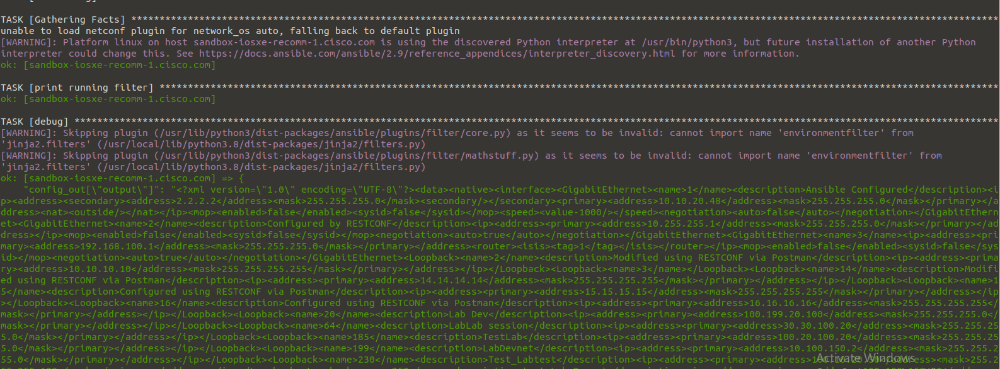 TASK [Gathering Facts] ********************************************************************************************************************************************************
unable to load netconf plugin for network_os auto, falling back to default plugin
[WARNING]: Platform linux on host sandbox-iosxe-recomm-1.cisco.com is using the discovered Python interpreter at /usr/bin/python3, but future installation of another Python
interpreter could change this. See https://docs.ansible.com/ansible/2.9/reference_appendices/interpreter_discovery.html for more information.
ok: [sandbox-iosxe-recomm-1.cisco.com]
TASK [print running filter] ***************************************************************************************************************************************************
ok: [sandbox-iosxe-recomm-1.cisco.com]
TASK [debug] ******************************************************************************************************************************************************************
[WARNING]: Skipping plugin (/usr/lib/python3/dist-packages/ansible/plugins/filter/core.py) as it seems to be invalid: cannot import name 'environmentfilter' from
'jinja2.filters' (/usr/local/lib/python3.8/dist-packages/jinja2/filters.py)
[WARNING]: Skipping plugin (/usr/lib/python3/dist-packages/ansible/plugins/filter/mathstuff.py) as it seems to be invalid: cannot import name 'environmentfilter' from
'jinja2.filters' (/usr/local/lib/python3.8/dist-packages/jinja2/filters.py)
ok: [sandbox-iosxe-recomm-1.cisco.com] => {
"config_out[\"output\"]": "<?xml version=\"1.0\" encoding=\"UTF-8\"?><data><native><interface><GigabitEthernet><name>1</name><description>Ansible Configured</description><i
p><address><secondary><address>2.2.2.2</address><mask>255.255.255.0</mask><secondary/></secondary><primary><address>10.10.20.48</address><mask>255.255.255.0</mask></primary></a
ddress><nat><outside/></nat></ip><mop><enabled>false</enabled><sysid>false</sysid></mop><speed><value-1000/></speed><negotiation><auto>false</auto></negotiation></GigabitEthern
et><GigabitEthernet><name>2</name><description>Configured by RESTCONF</description><ip><address><primary><address>10.255.255.1</address><mask>255.255.255.0</mask></primary></ad
dress></ip><mop><enabled>false</enabled><sysid>false</sysid></mop><negotiation><auto>true</auto></negotiation></GigabitEthernet><GigabitEthernet><name>3</name><ip><address><pri
mary><address>192.168.100.1</address><mask>255.255.255.0</mask></primary></address><router><isis><tag>1</tag></isis></router></ip><mop><enabled>false</enabled><sysid>false</sys
id></mop><negotiation><auto>true</auto></negotiation></GigabitEthernet><Loopback><name>2</name><description>Modified using RESTCONF via Postman</description><ip><address><prima
ry><address>10.10.10.10</address><mask>255.255.255.255</mask></primary></address></ip></Loopback><Loopback><name>3</name></Loopback><Loopback><name>14</name><description>Modifi
ed using RESTCONF via Postman</description><ip><address><primary><address>14.14.14.14</address><mask>255.255.255.255</mask></primary></address></ip></Loopback><Loopback><name>1
5</name><description>Configured using RESTCONF via Postman</description><ip><address><primary><address>15.15.15.15</address><mask>255.255.255.255</mask></primary></address></ip
></Loopback><Loopback><name>16</name><description>Configured using RESTCONF via Postman</description><ip><address><primary><address>16.16.16.16</address><mask>255.255.255.255</
mask></primary></address></ip></Loopback><Loopback><name>20</name><description>Lab Dev</description><ip><address><primary><address>100.199.20.100</address><mask>255.255.255.0</
mask></primary></address></ip></Loopback><Loopback><name>64</name><description>LabLab session</description><ip><address><primary><address>30.30.100.20</address><mask>255.255.25
5.0</mask></primary></address></ip></Loopback><Loopback><name>185</name><description>TestLab</description><ip><address><primary><address>100.20.100.20</address><mask>255.255.25
5.0</mask></primary></address></ip></Loopback><Loopback><name>199</name><description>LabDevnet</description><ip><address><primary><address>10.100.150.2</address><mask>255.255.2
55.0</mask></primary></address></ip></Loopback><Loopback><name>230</name><description>Test_Labtest</description><ip><address><primary><address>
Activate Windows